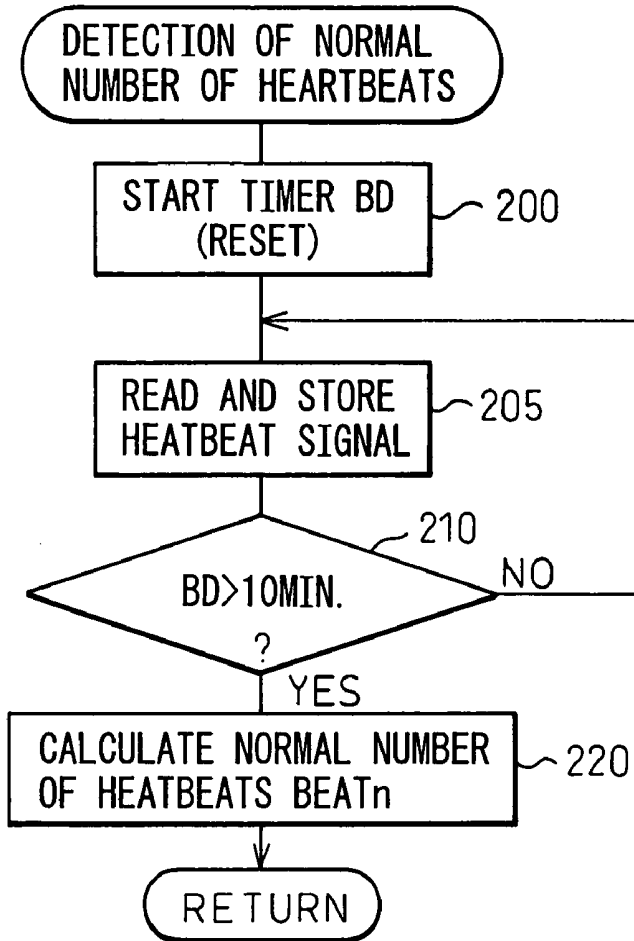 DETECTION OF NORMAL
NUMBER OF HEARTBEATS
START TIMER BD
(RESET)
200
READ AND STORE
HEATBEAT SIGNAL
205
210
BD>10MIN.
?
NO
YES
CALCULATE NORMAL NUMBER
OF HEATBEATS BEATn
220
RETURN